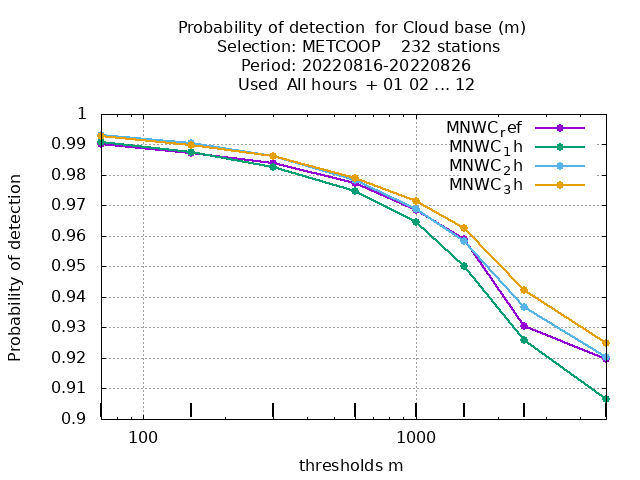 Probability of detection  for Cloud base (m)
Selection: METCOOP    232 stations
Period: 20220816-20220826
Used  All hours  + 01 02 ... 12
MNWC_ref
MNWC_1h
MNWC_2h
MNWC_3h
1
0.99
0.98
0.97
0.96
0.95
0.94
0.93
0.92
0.91
0.9
Probability of detection
100 1000
thresholds m